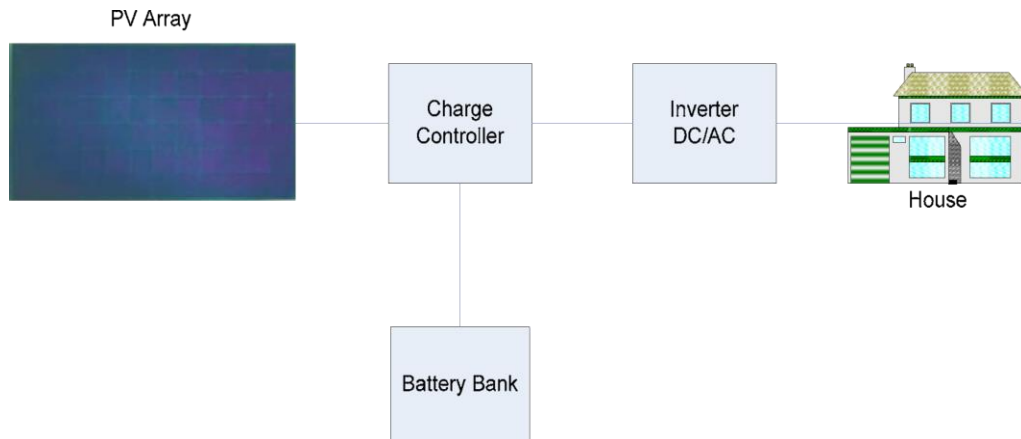 PV Array
Charge
Controller
Inverter
DC/AC
House
Battery Bank